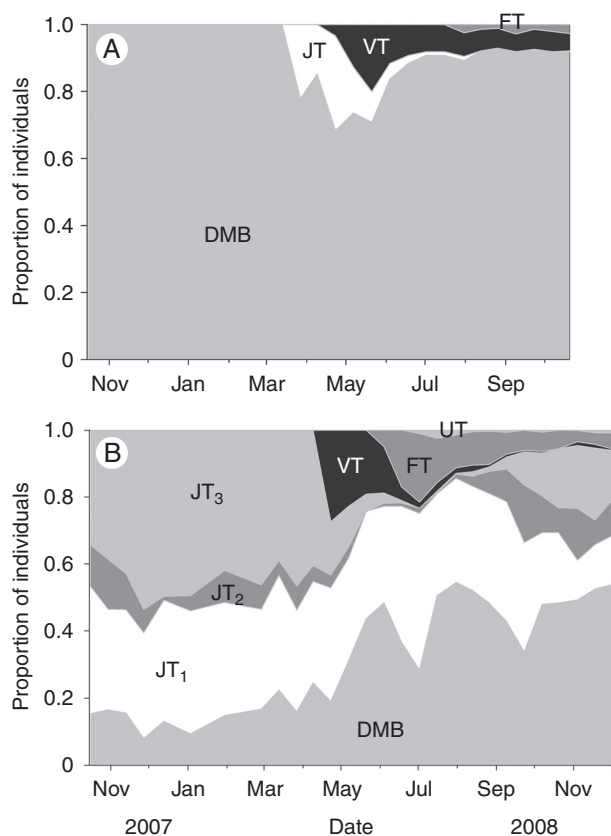 A
FT
1.0
JT
VT
0.8
0.6
0.4
DMB
0.2
0
Proportion of individuals
Nov Jan Mar May Jul Sep
B
UT
1.0
VT
FT
0.8
JT3
0.6
JT2
0.4
JT1
0.2
DMB
0
Proportion of individuals
Nov Jan Mar May Jul Sep Nov
2007 Date 2008